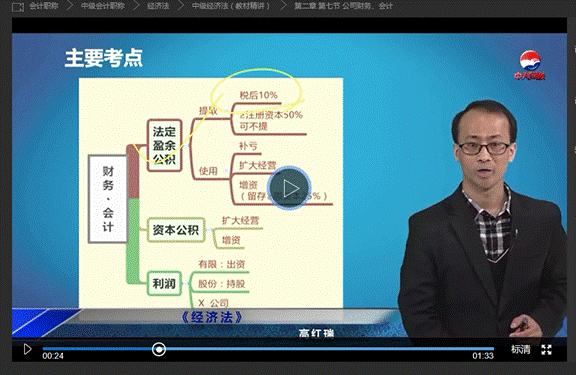 会计职称 中级会计职称 经济法 中级经济法（教材精讲） 第二章 第七节 公司财务、会计
主要考点
财务、会计
法定盈余公积
提取
税后10%
≥注册资本50%
可不提
使用
补亏
扩大经营
增资
资本公积
扩大经营
增资
利润
有限：出资
股份：持股
X 公司
《经济法》
高红瑞
00:24
01:33
标清